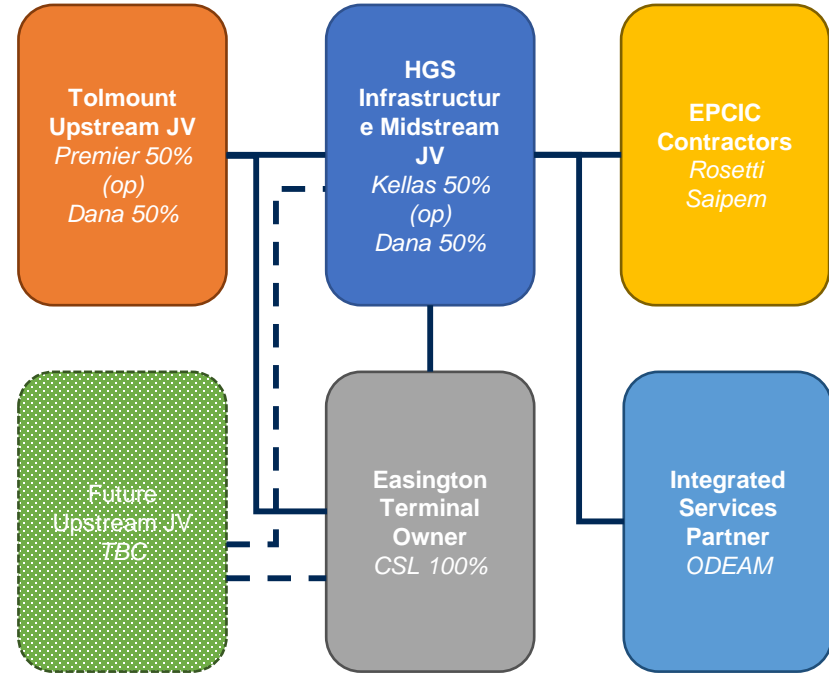 Tolmount
Upstream JV
Premier 50%
(op)
Dana 50%
HGS
Infrastructur
e Midstream
JV
Kellas 50%
(op)
Dana 50%
EPCIC
Contractors
Rosetti
Saipem
Future
Upstream JV
TBC
Easington
Terminal
Owner
CSL 100%
Integrated
Services
Partner
ODEAM